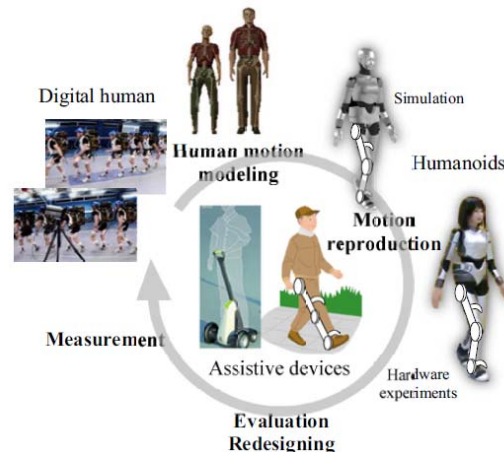 Digital human
Human motion
modeling
Simulation
Humanoids
Motion
reproduction
Measurement
Assistive devices
Hardware
experiments
Evaluation
Redesigning